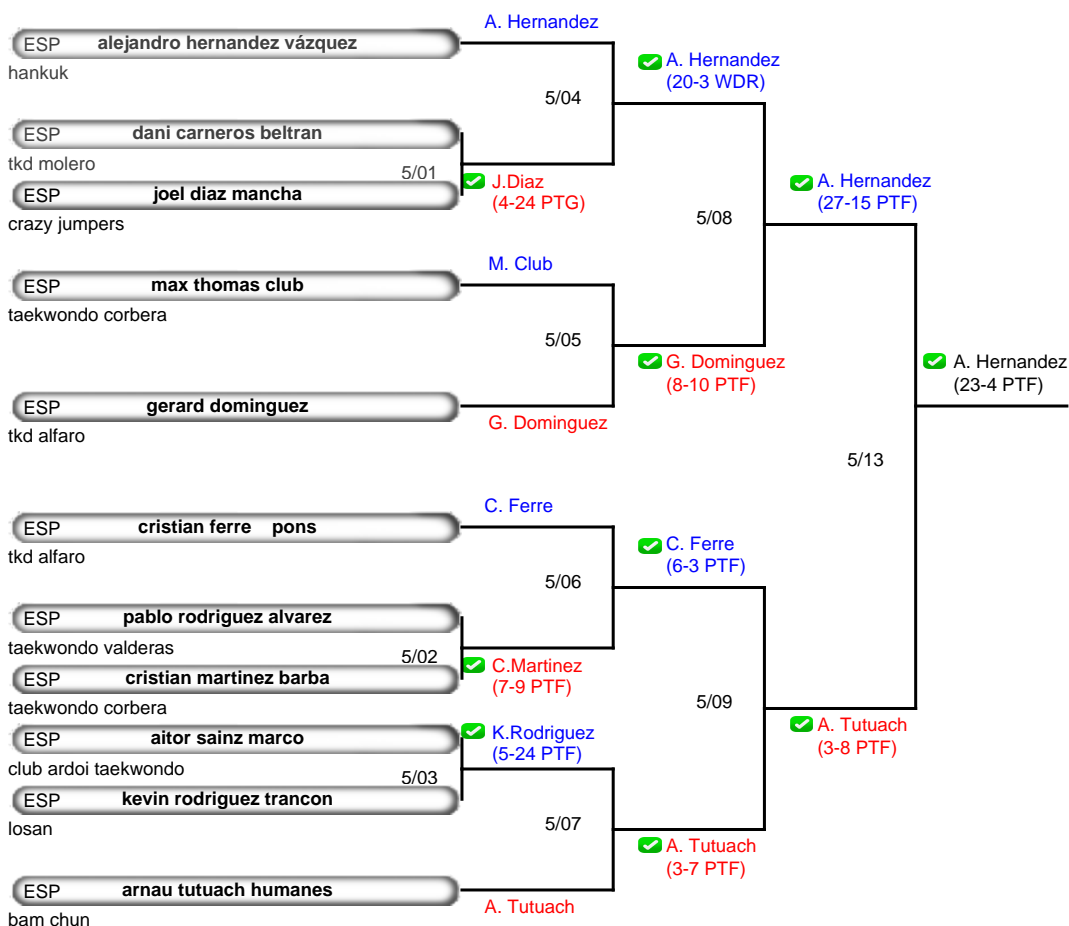 A. Hernandez
ESP alejandro hernandez vázquez
hankuk
A. Hernandez
(20-3 WDR)
5/04
ESP dani carneros beltran
tkd molero
5/01
ESP joel diaz mancha
crazy jumpers
J.Diaz
(4-24 PTG)
A. Hernandez
(27-15 PTF)
5/08
M. Club
ESP max thomas club
taekwondo corbera
5/05
G. Dominguez
(8-10 PTF)
A. Hernandez
(23-4 PTF)
ESP gerard dominguez
tkd alfaro
G. Dominguez
5/13
C. Ferre
ESP cristian ferre pons
tkd alfaro
C. Ferre
(6-3 PTF)
5/06
ESP pablo rodriguez alvarez
taekwondo valderas
5/02
ESP cristian martinez barba
taekwondo corbera
C.Martinez
(7-9 PTF)
5/09
ESP aitor sainz marco
club ardoi taekwondo
K.Rodriguez
(5-24 PTF)
A. Tutuach
(3-8 PTF)
5/03
ESP kevin rodriguez trancon
losan
5/07
A. Tutuach
(3-7 PTF)
ESP arnau tutuach humanes
bam chun
A. Tutuach